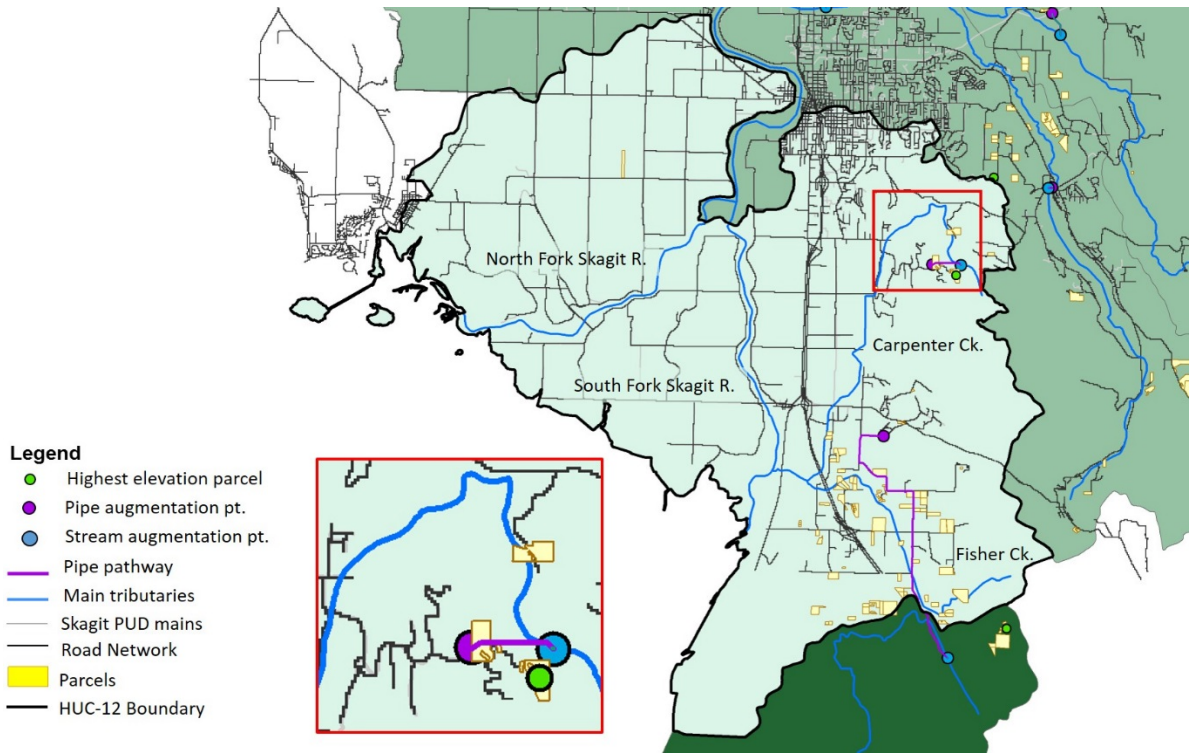 North Fork Skagit R.
Carpenter Ck.
South Fork Skagit R.
Fisher Ck.
Legend
Highest elevation parcel
Pipe augmentation pt.
Stream augmentation pt.
Pipe pathway
Main tributaries
Skagit PUD mains
Road Network
Parcels
HUC-12 Boundary